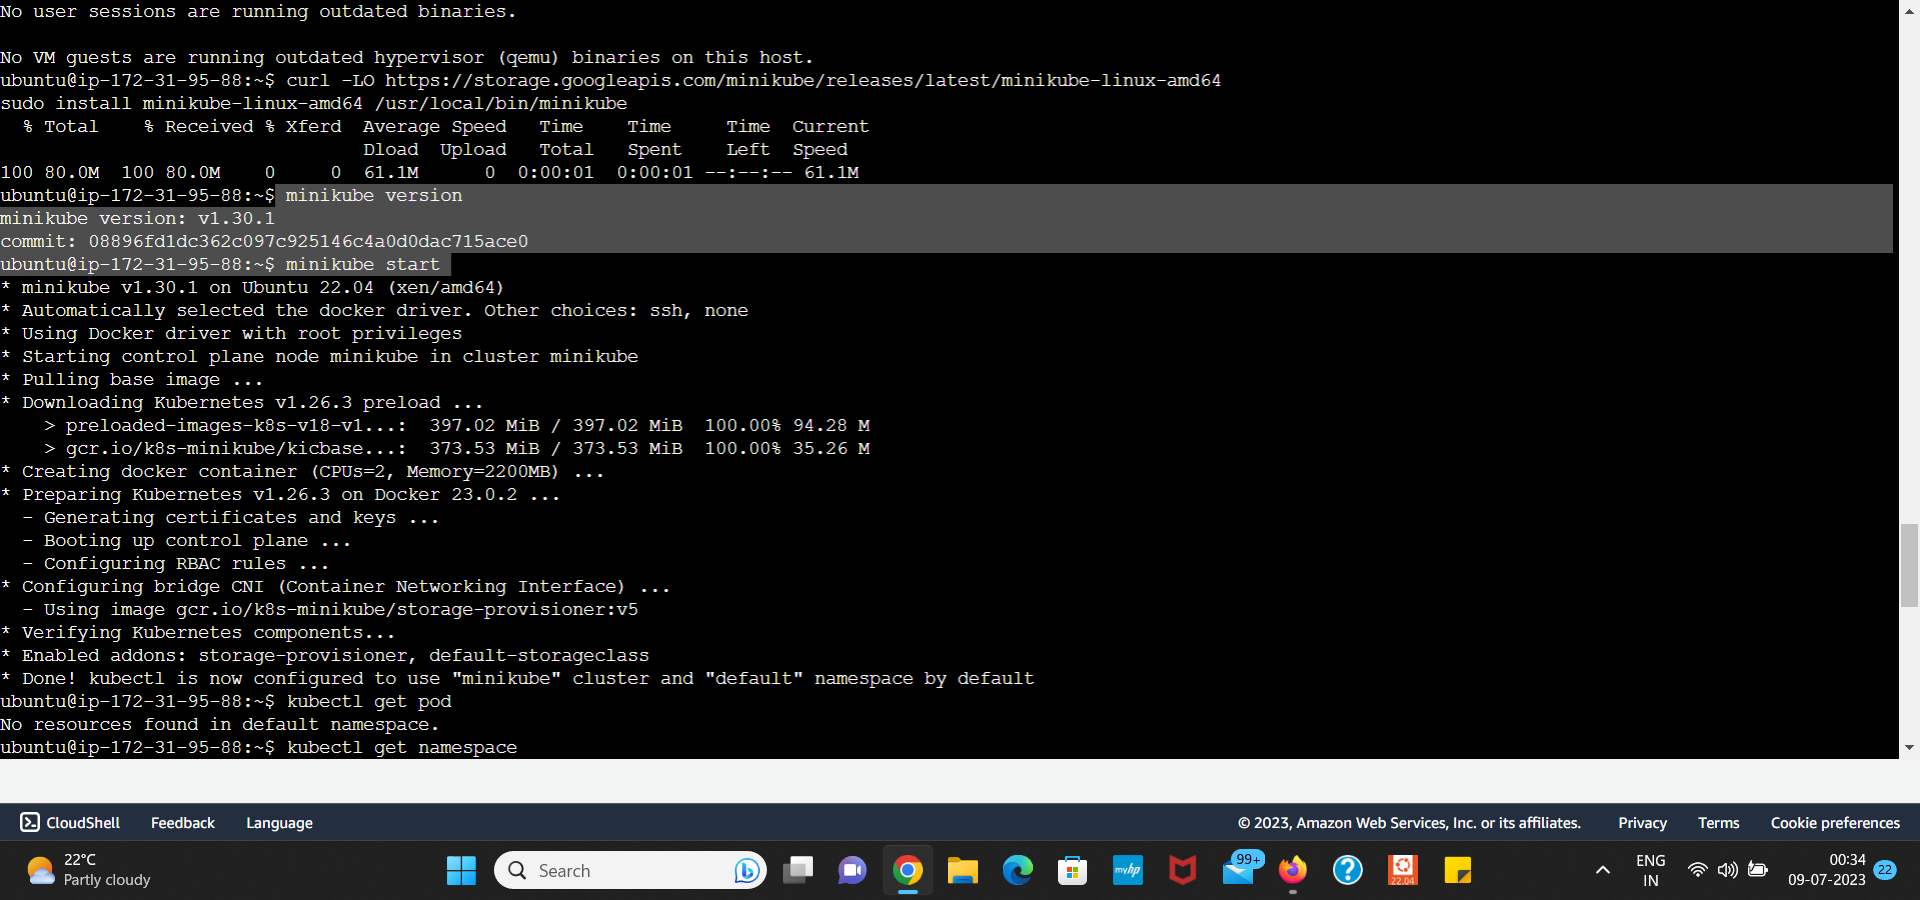 No user sessions are running outdated binaries.
No VM guests are running outdated hypervisor (qemu) binaries on this host.
ubuntu@ip-172-31-95-88:~$ curl -LO https://storage.googleapis.com/minikube/releases/latest/minikube-linux-amd64
sudo install minikube-linux-amd64 /usr/local/bin/minikube
  % Total    % Received % Xferd  Average Speed   Time    Time     Time  Current
                                 Dload  Upload   Total   Spent    Left  Speed
100 80.0M  100 80.0M    0     0  61.1M      0  0:00:01  0:00:01 --:--:-- 61.1M
ubuntu@ip-172-31-95-88:~$ minikube version
minikube version: v1.30.1
commit: 08896fd1dc362c097c925146c4a0d0dac715ace0
ubuntu@ip-172-31-95-88:~$ minikube start
* minikube v1.30.1 on Ubuntu 22.04 (xen/amd64)
* Automatically selected the docker driver. Other choices: ssh, none
* Using Docker driver with root privileges
* Starting control plane node minikube in cluster minikube
* Pulling base image ...
* Downloading Kubernetes v1.26.3 preload ...
    > preloaded-images-k8s-v18-v1...:  397.02 MiB / 397.02 MiB  100.00% 94.28 M
    > gcr.io/k8s-minikube/kicbase...:  373.53 MiB / 373.53 MiB  100.00% 35.26 M
* Creating docker container (CPUs=2, Memory=2200MB) ...
* Preparing Kubernetes v1.26.3 on Docker 23.0.2 ...
  - Generating certificates and keys ...
  - Booting up control plane ...
  - Configuring RBAC rules ...
* Configuring bridge CNI (Container Networking Interface) ...
  - Using image gcr.io/k8s-minikube/storage-provisioner:v5
* Verifying Kubernetes components...
* Enabled addons: storage-provisioner, default-storageclass
* Done! kubectl is now configured to use "minikube" cluster and "default" namespace by default
ubuntu@ip-172-31-95-88:~$ kubectl get pod
No resources found in default namespace.
ubuntu@ip-172-31-95-88:~$ kubectl get namespace
CloudShell Feedback Language © 2023, Amazon Web Services, Inc. or its affiliates. Privacy Terms Cookie preferences
22°C
Partly cloudy
Search
myhp
99+
22.04
ENG
IN
00:34
09-07-2023
22